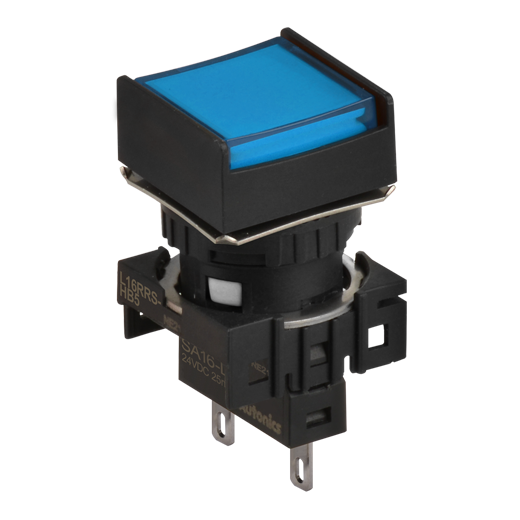 L16RRS-
HB5
SA16-L
24VDC
Autonics